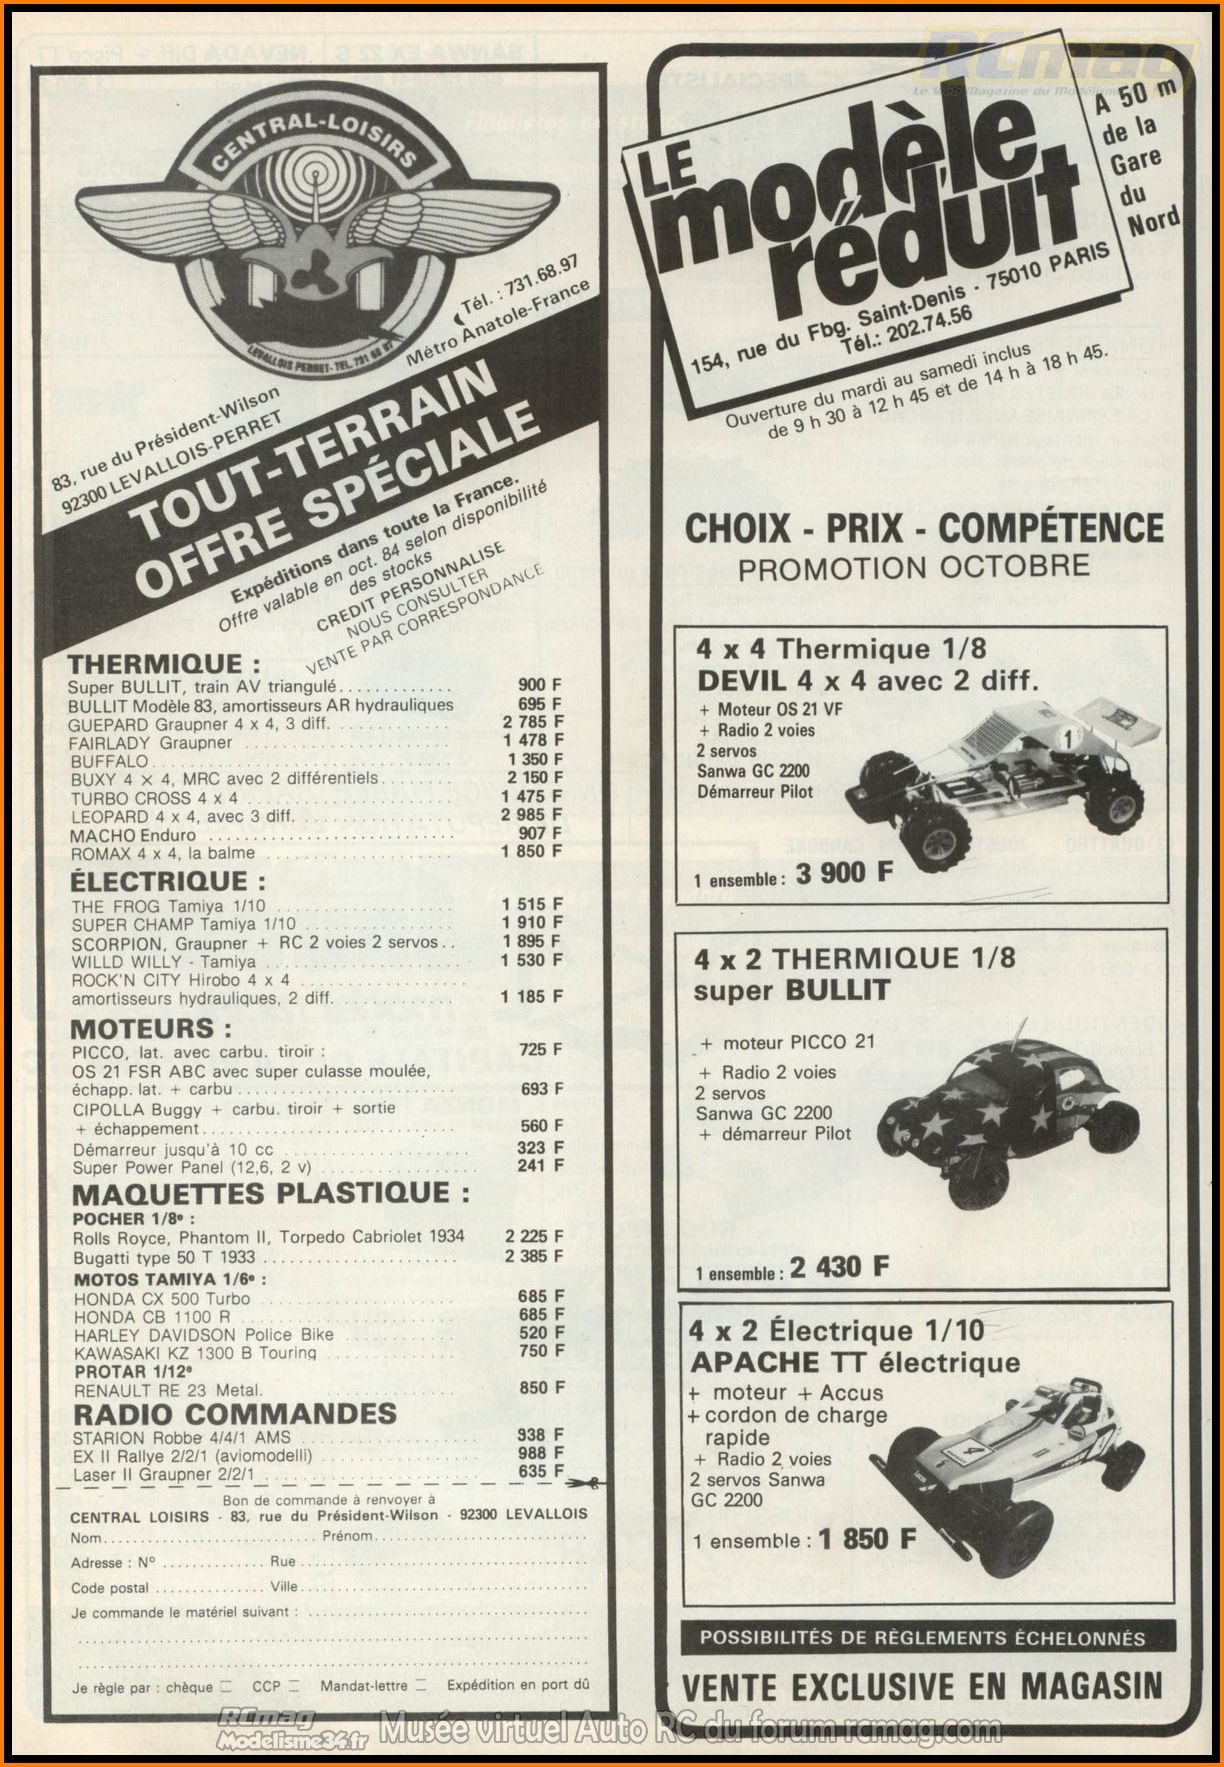 CENTRAL-LOISIRS
LEVALLOIS PERRET - TEL. 731 68 97
Tél. : 731.68.97
Métro Anatole-France
83, rue du Président-Wilson
92300 LEVALLOIS-PERRET
TOUT-TERRAIN
OFFRE SPÉCIALE
Expéditions dans toute la France.
Offre valable en oct. 84 selon disponibilité
des stocks
CREDIT PERSONNALISE
NOUS CONSULTER
VENTE PAR CORRESPONDANCE
THERMIQUE :
Super BULLIT, train AV triangulé............. 900 F
BULLIT Modèle 83, amortisseurs AR hydrauliques 695 F
GUEPARD Graupner 4 x 4, 3 diff. ............. 2 785 F
FAIRLADY Graupner ............. 1 478 F
BUFFALO............. 1 350 F
BUXY 4 x 4, MRC avec 2 différentiels............. 2 150 F
TURBO CROSS 4 x 4 ............. 1 475 F
LEOPARD 4 x 4, avec 3 diff. ............. 2 985 F
MACHO Enduro ............. 907 F
ROMAX 4 x 4, la balme ............. 1 850 F
ÉLECTRIQUE :
THE FROG Tamiya 1/10 ............. 1 515 F
SUPER CHAMP Tamiya 1/10 ............. 1 910 F
SCORPION, Graupner + RC 2 voies 2 servos.. 1 895 F
WILLD WILLY - Tamiya ............. 1 530 F
ROCK'N CITY Hirobo 4 x 4 .............
amortisseurs hydrauliques, 2 diff. ............. 1 185 F
MOTEURS :
PICCO, lat. avec carbu. tiroir : 725 F
OS 21 FSR ABC avec super culasse moulée,
échapp. lat. + carbu............. 693 F
CIPOLLA Buggy + carbu. tiroir + sortie
+ échappement............. 560 F
Démarreur jusqu'à 10 cc ............. 323 F
Super Power Panel (12,6, 2 v) ............. 241 F
MAQUETTES PLASTIQUE :
POCHER 1/8e :
Rolls Royce, Phantom II, Torpedo Cabriolet 1934 2 225 F
Bugatti type 50 T 1933 ............. 2 385 F
MOTOS TAMIYA 1/6e :
HONDA CX 500 Turbo ............. 685 F
HONDA CB 1100 R ............. 685 F
HARLEY DAVIDSON Police Bike ............. 520 F
KAWASAKI KZ 1300 B Touring ............. 750 F
PROTAR 1/12e
RENAULT RE 23 Metal. ............. 850 F
RADIO COMMANDES
STARION Robbe 4/4/1 AMS ............. 938 F
EX II Rallye 2/2/1 (aviomodelli) ............. 988 F
Laser II Graupner 2/2/1 ............. 635 F
Bon de commande à renvoyer à
CENTRAL LOISIRS - 83, rue du Président-Wilson - 92300 LEVALLOIS
Nom............. Prénom.............
Adresse : N° ............. Rue .............
Code postal ............. Ville.............
Je commande le matériel suivant : .............
Je règle par : chèque CCP Mandat-lettre Expédition en port dû
RCmag
Le Web Magazine du Modélisme
LE modèle
réduit
A 50 m
de la
Gare
du
Nord
154, rue du Fbg. Saint-Denis - 75010 PARIS
Tél.: 202.74.56
Ouverture du mardi au samedi inclus
de 9 h 30 à 12 h 45 et de 14 h à 18 h 45.
CHOIX - PRIX - COMPÉTENCE
PROMOTION OCTOBRE
4 x 4 Thermique 1/8
DEVIL 4 x 4 avec 2 diff.
+ Moteur OS 21 VF
+ Radio 2 voies
2 servos
Sanwa GC 2200
Démarreur Pilot
1
1 ensemble : 3 900 F
4 x 2 THERMIQUE 1/8
super BULLIT
+ moteur PICCO 21
+ Radio 2 voies
2 servos
Sanwa GC 2200
+ démarreur Pilot
1 ensemble : 2 430 F
4 x 2 Électrique 1/10
APACHE TT électrique
+ moteur + Accus
+ cordon de charge
rapide
+ Radio 2 voies
2 servos Sanwa
GC 2200
4
1 ensemble : 1 850 F
POSSIBILITÉS DE RÈGLEMENTS ÉCHELONNÉS
VENTE EXCLUSIVE EN MAGASIN
RCmag
Modelisme34.fr
Musée virtuel Auto RC du forum rcmag.com